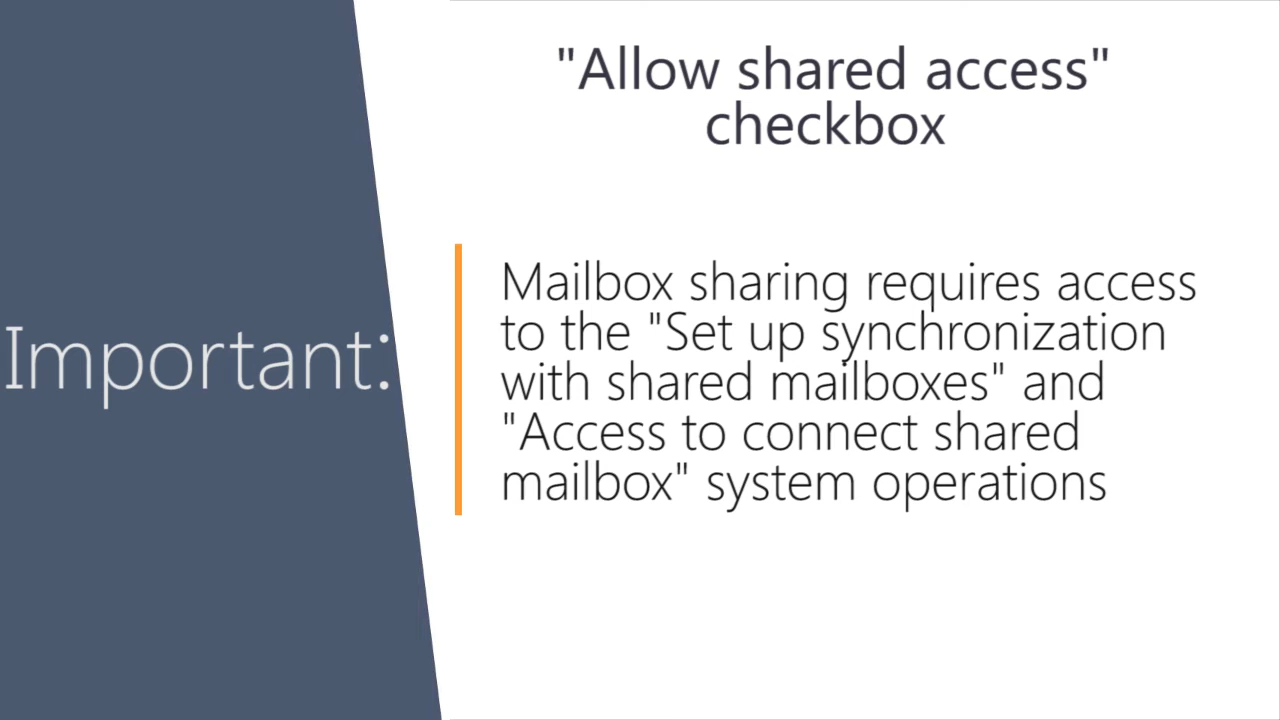 Important:
"Allow shared access"
checkbox
Mailbox sharing requires access
to the "Set up synchronization
with shared mailboxes" and
"Access to connect shared
mailbox" system operations